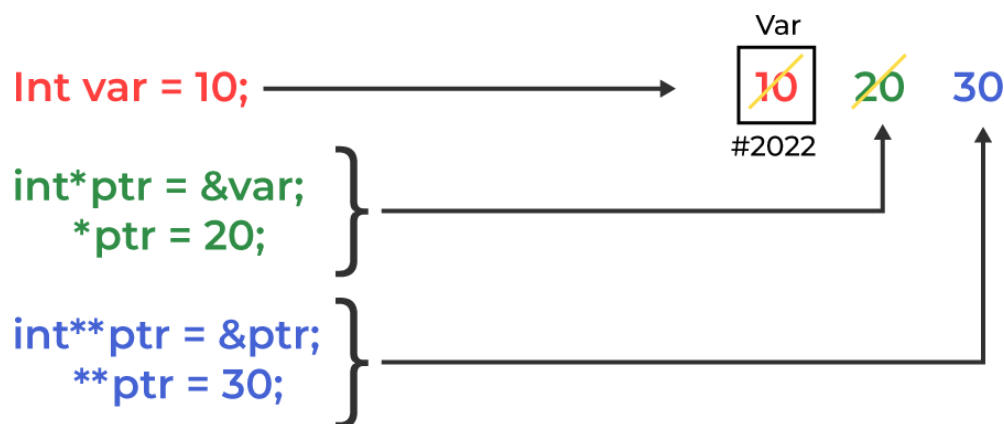 Var
Int var = 10;
10 20 30
#2022
int*ptr = &var;
*ptr = 20;
int**ptr = &ptr;
**ptr = 30;